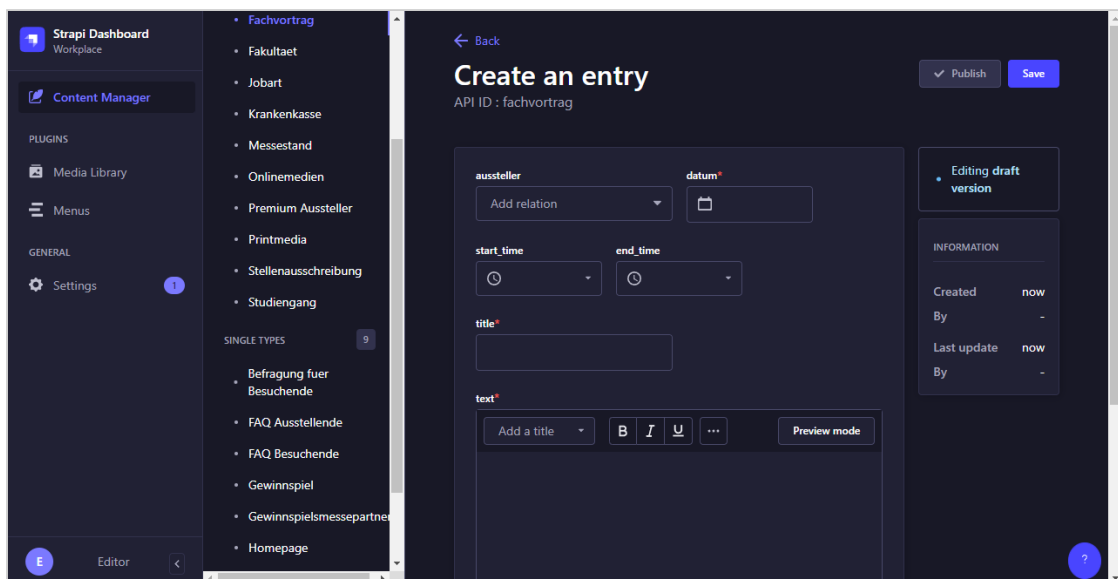 Strapi Dashboard
Workplace
Content Manager
PLUGINS
Media Library
Menus
GENERAL
Settings
1
E
Editor
Fachvortrag
Fakultaet
Jobart
Krankenkasse
Messestand
Onlinemedien
Premium Aussteller
Printmedia
Stellenausschreibung
Studiengang
SINGLE TYPES
9
Befragung fuer
Besuchende
FAQ Ausstellende
FAQ Besuchende
Gewinnspiel
Gewinnspielsmessepartner
Homepage
Back
Create an entry
API ID : fachvortrag
Publish
Save
aussteller
datum*
Add relation
start_time
end_time
title*
text*
Add a title
B I U ...
Preview mode
Editing draft
version
INFORMATION
Created now
By -
Last update now
By -
?